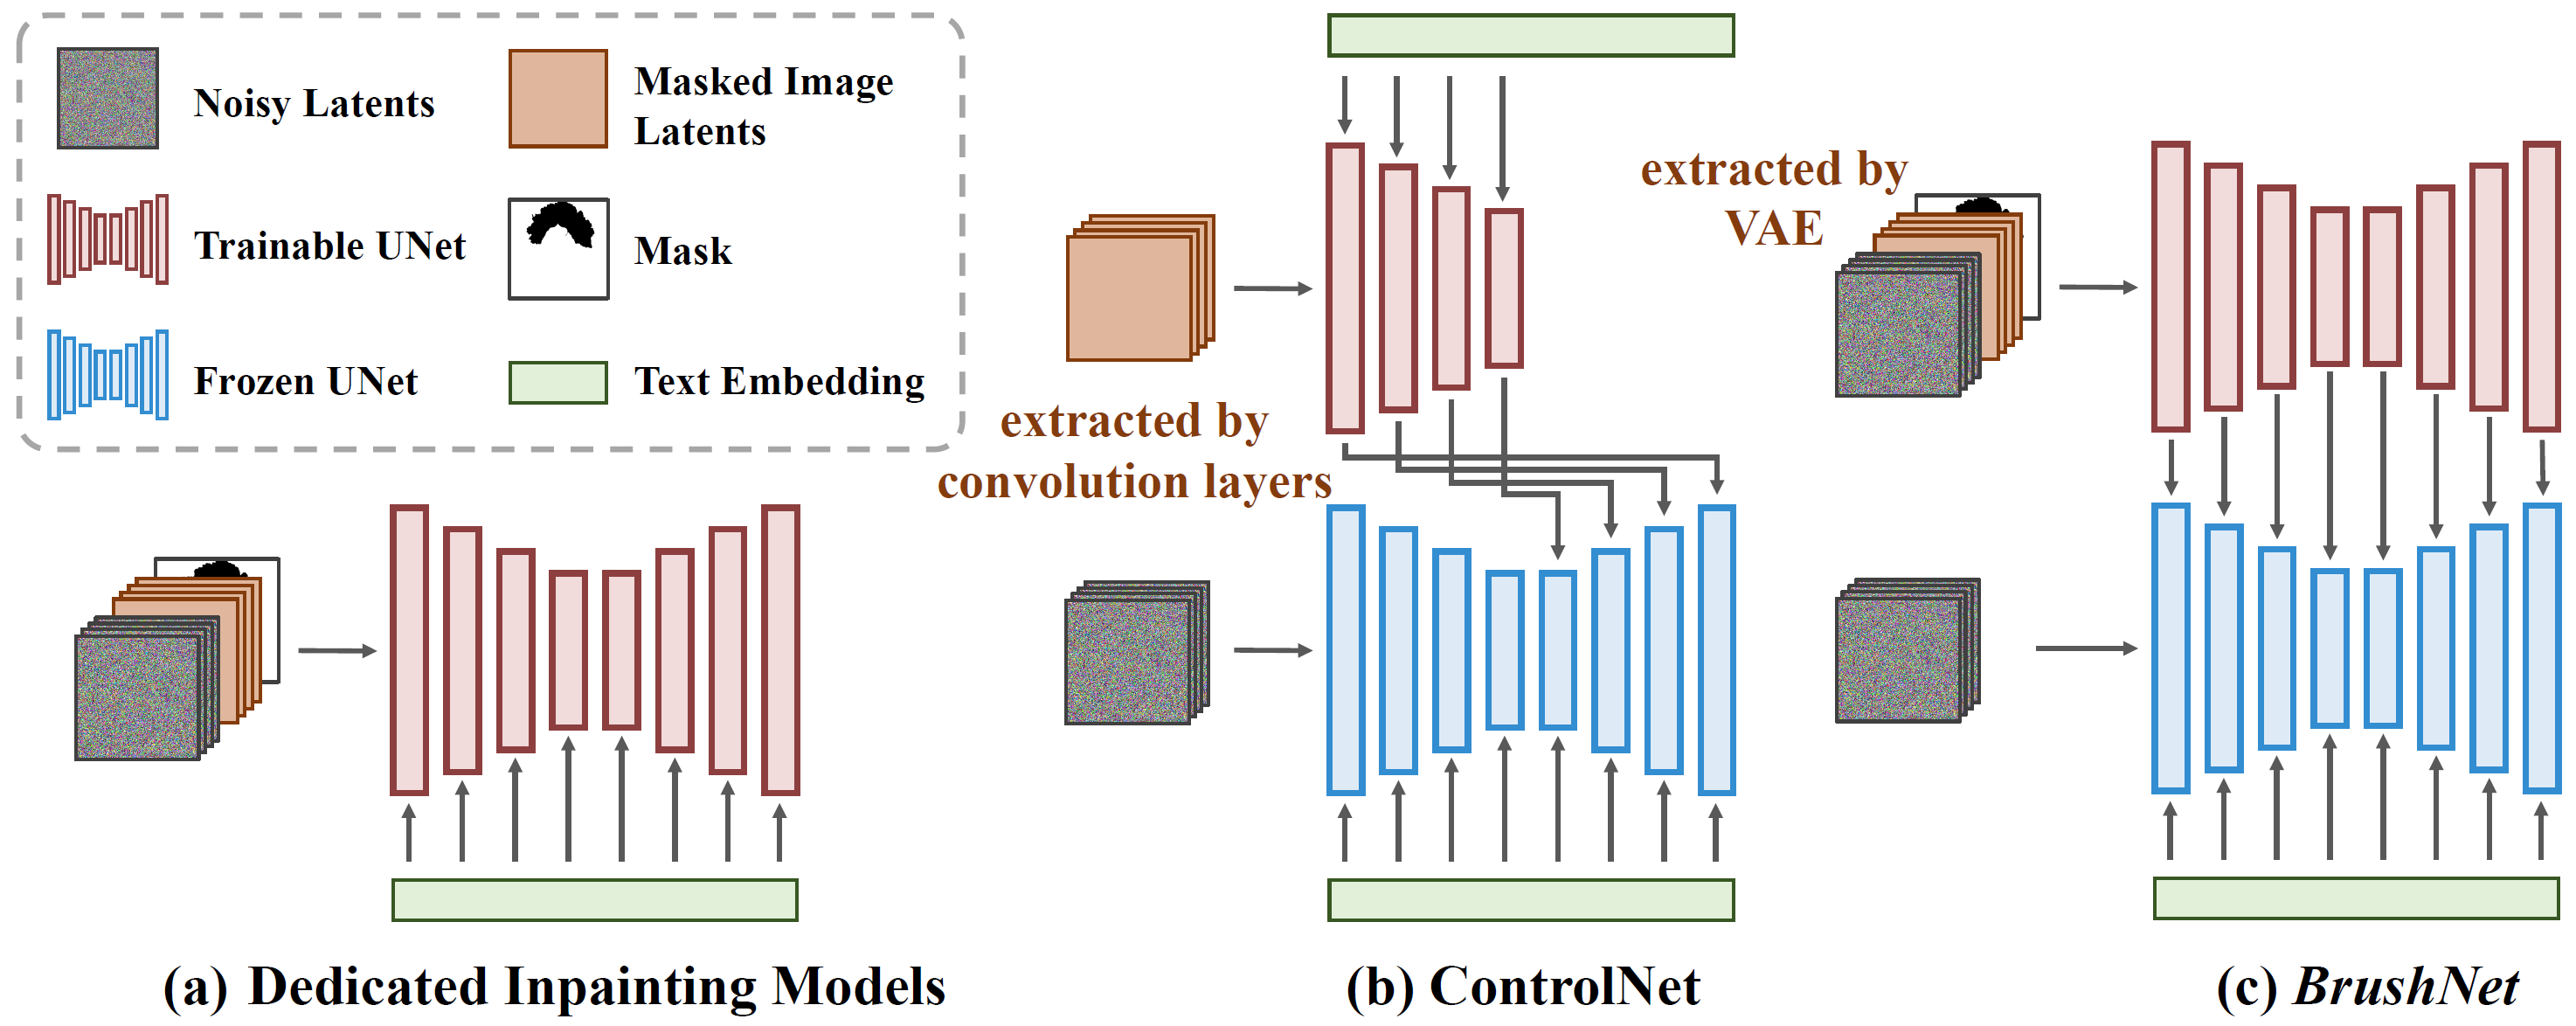 Noisy Latents
Masked Image
Latents
Trainable UNet
Mask
Frozen UNet
Text Embedding
extracted by
convolution layers
extracted by
VAE
(a) Dedicated Inpainting Models
(b) ControlNet
(c) BrushNet